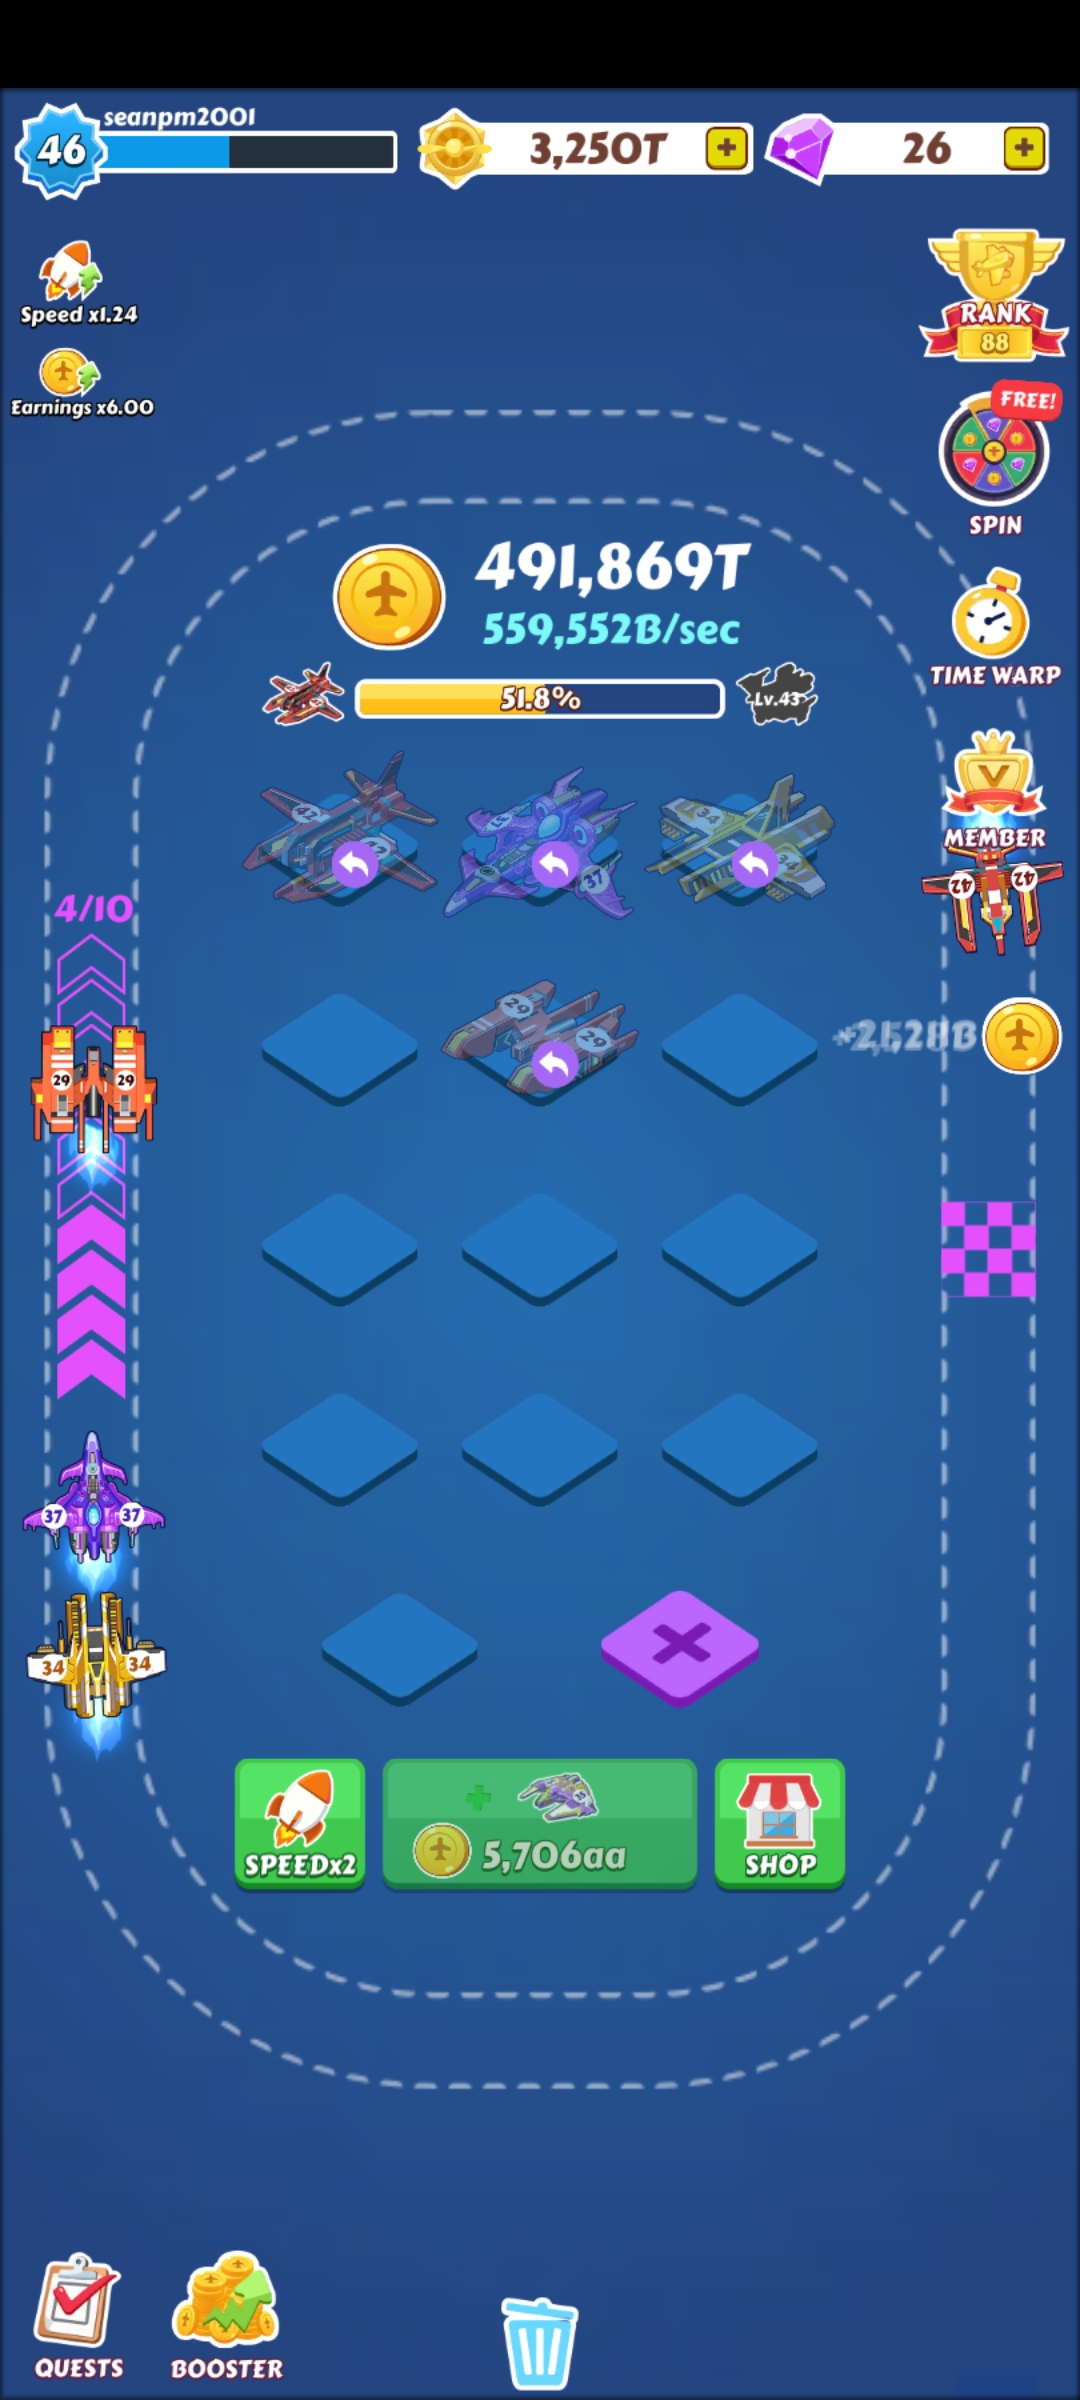 seanpm2001
46
3,250T
26
Speed x1.24
RANK
88
Earnings x6.00
FREE!
SPIN
491,869T
559,552B/sec
TIME WARP
51.8%
Lv.43
MEMBER
42
42
37
37
34
34
42
42
4/10
29
29
29
29
37
37
34
34
SPEEDx2
5,706aa
SHOP
QUESTS
BOOSTER